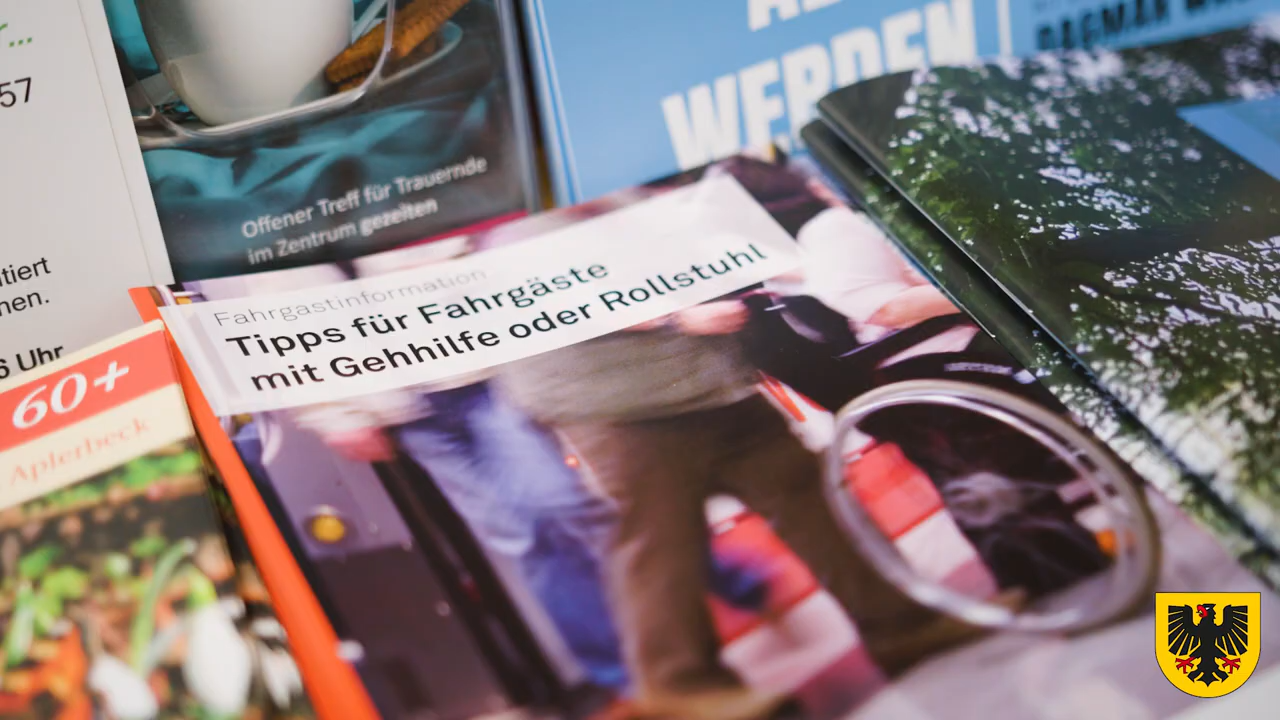 57
tiert
nen.
6 Uhr
60+
Aplerbeck
Offener Treff für Trauernde
im Zentrum gezeiten
WERDEN
DAGMAR
Fahrgastinformation
Tipps für Fahrgäste
mit Gehhilfe oder Rollstuhl